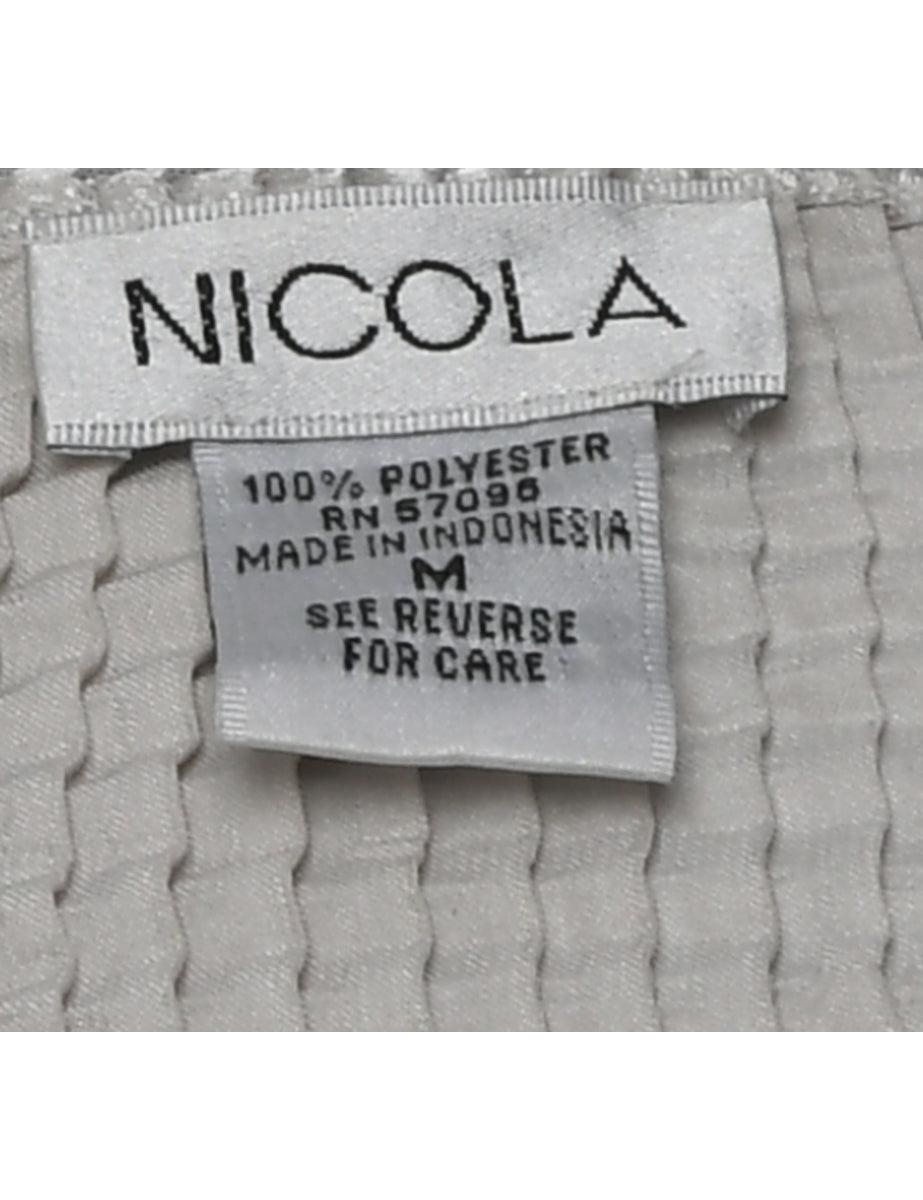 NICOLA
100% POLYESTER
RN 57096
MADE IN INDONESIA
M
SEE REVERSE
FOR CARE